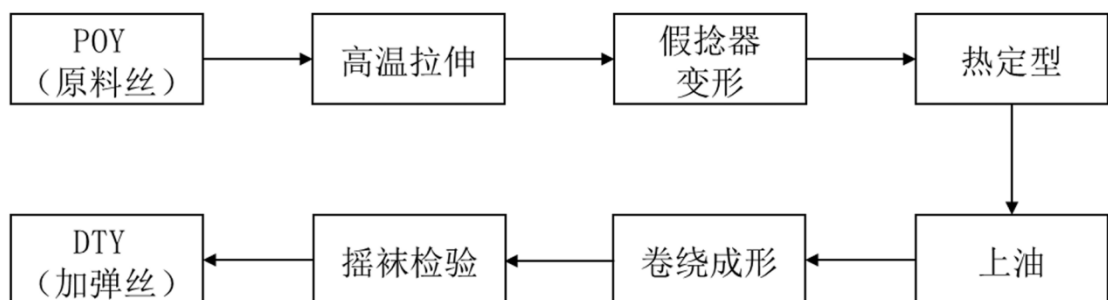 POY
（原料丝）
高温拉伸
假捻器
变形
热定型
DTY
（加弹丝）
摇袜检验
卷绕成形
上油